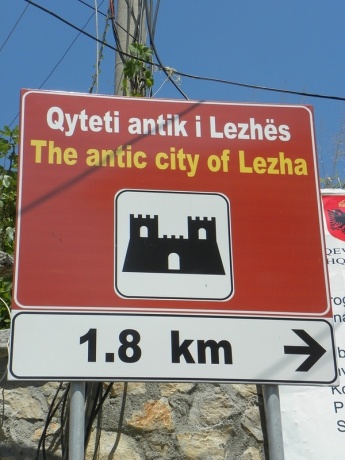 Qyteti antik i Lezhës
The antic city of Lezha
1.8 km